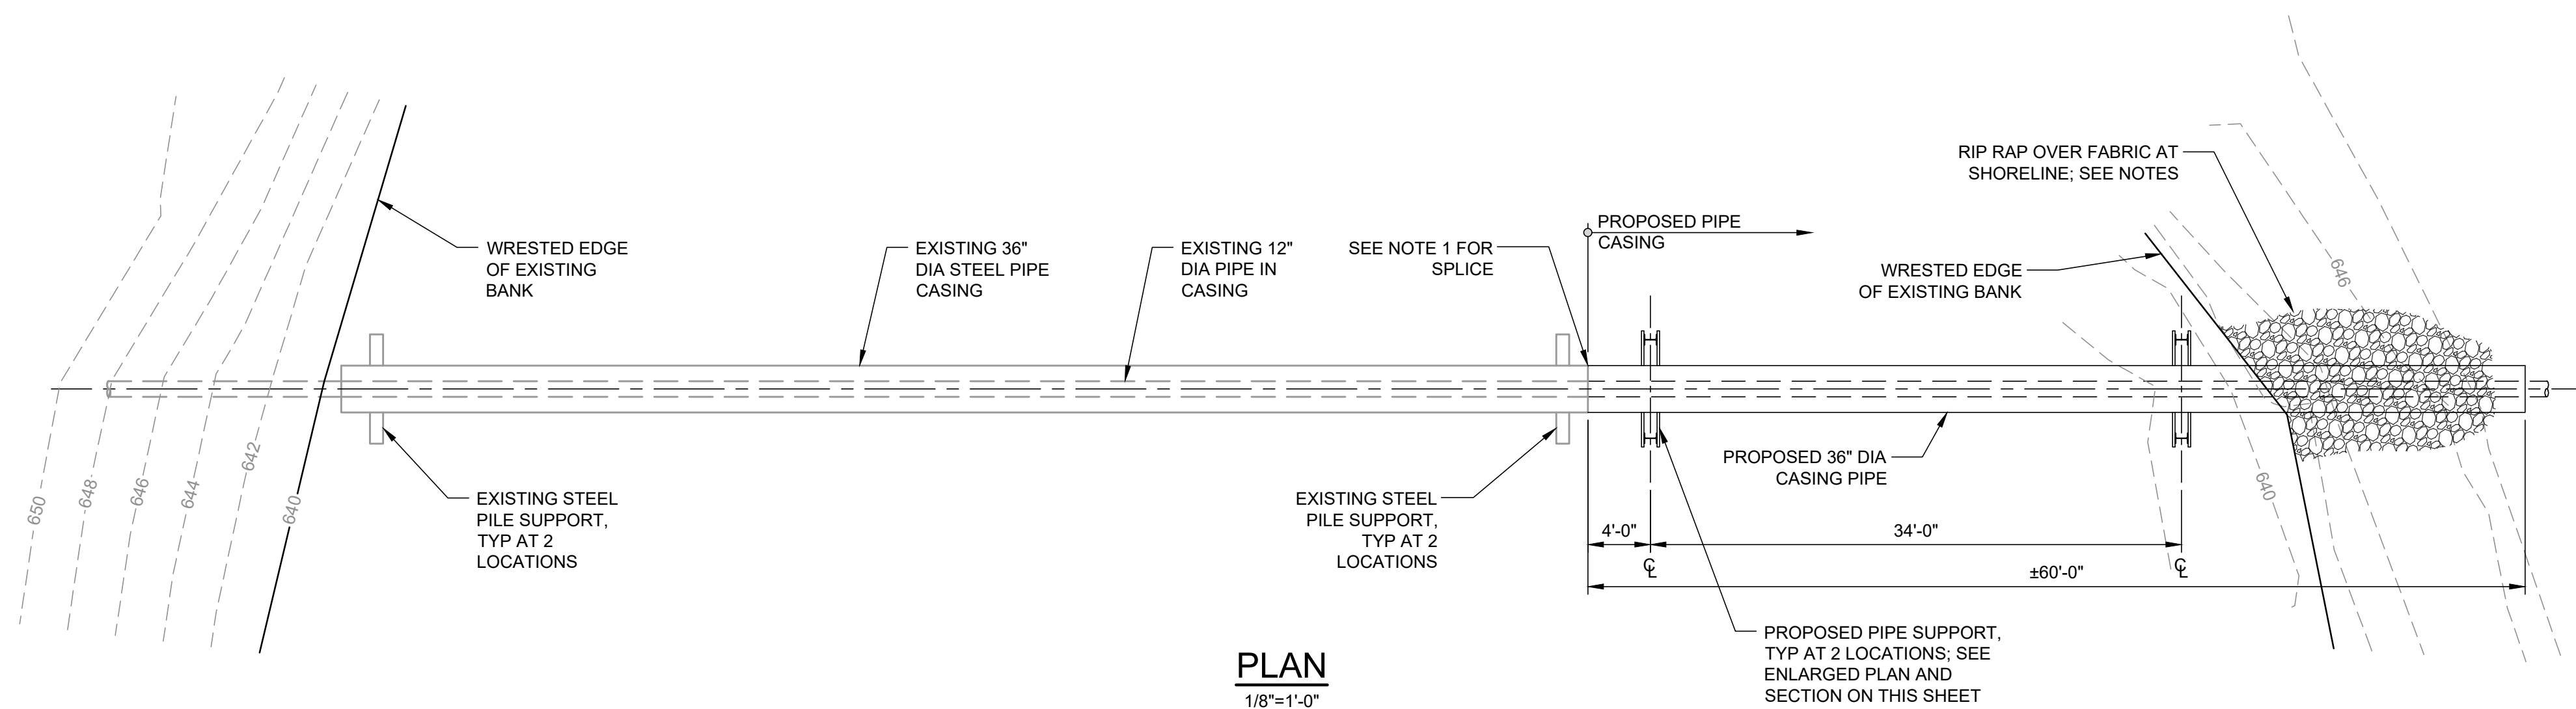 RIP RAP OVER FABRIC AT
SHORELINE; SEE NOTES
PROPOSED PIPE
CASING
WRESTED EDGE
OF EXISTING
BANK
EXISTING 36"
DIA STEEL PIPE
CASING
EXISTING 12"
DIA PIPE IN
CASING
SEE NOTE 1 FOR
SPLICE
WRESTED EDGE
OF EXISTING BANK
646
650
648
646
644
642
640
640
PROPOSED 36" DIA
CASING PIPE
EXISTING STEEL
PILE SUPPORT,
TYP AT 2
LOCATIONS
EXISTING STEEL
PILE SUPPORT,
TYP AT 2
LOCATIONS
4'-0"
34'-0"
℄
℄
±60'-0"
PROPOSED PIPE SUPPORT,
TYP AT 2 LOCATIONS; SEE
ENLARGED PLAN AND
SECTION ON THIS SHEET
PLAN
1/8"=1'-0"